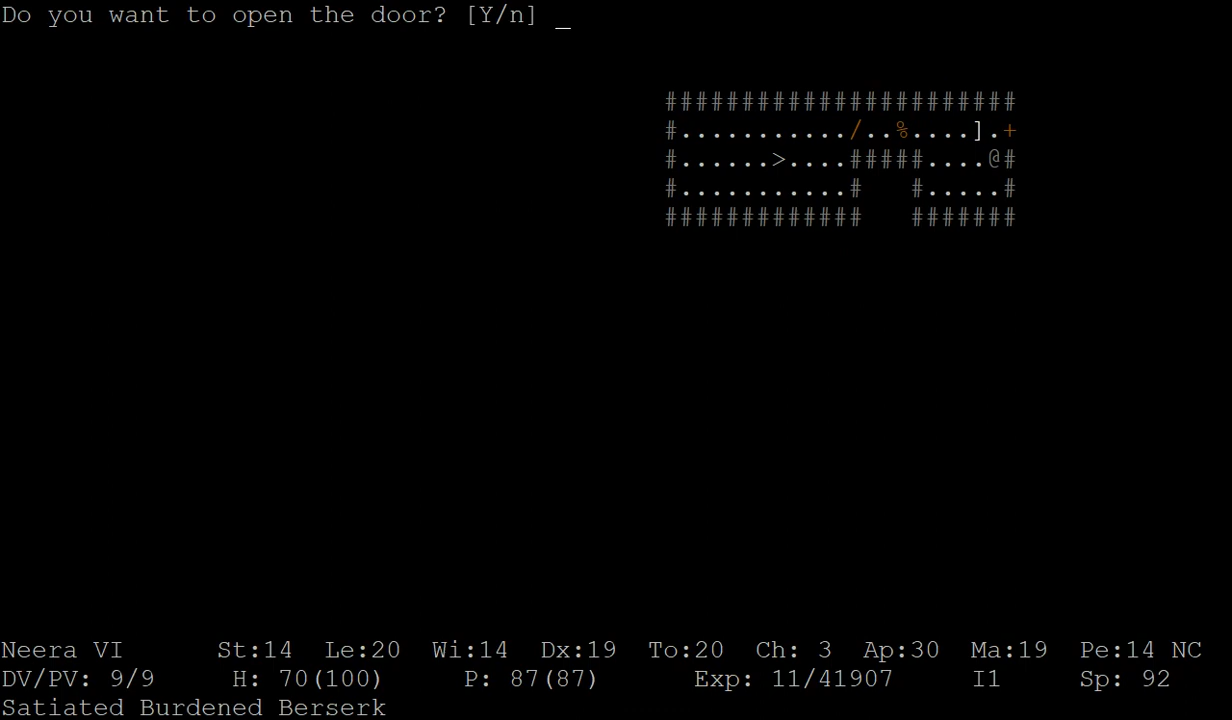 Do you want to open the door? [Y/n] _
#######################
#.........../..%....].+
#......>....#####....@#
#...........#   #.....#
#############   #######
Neera VI      St:14  Le:20  Wi:14  Dx:19  To:20  Ch: 3  Ap:30  Ma:19  Pe:14 NC
DV/PV: 9/9     H: 70(100)     P: 87(87)     Exp: 11/41907     I1     Sp: 92
Satiated Burdened Berserk